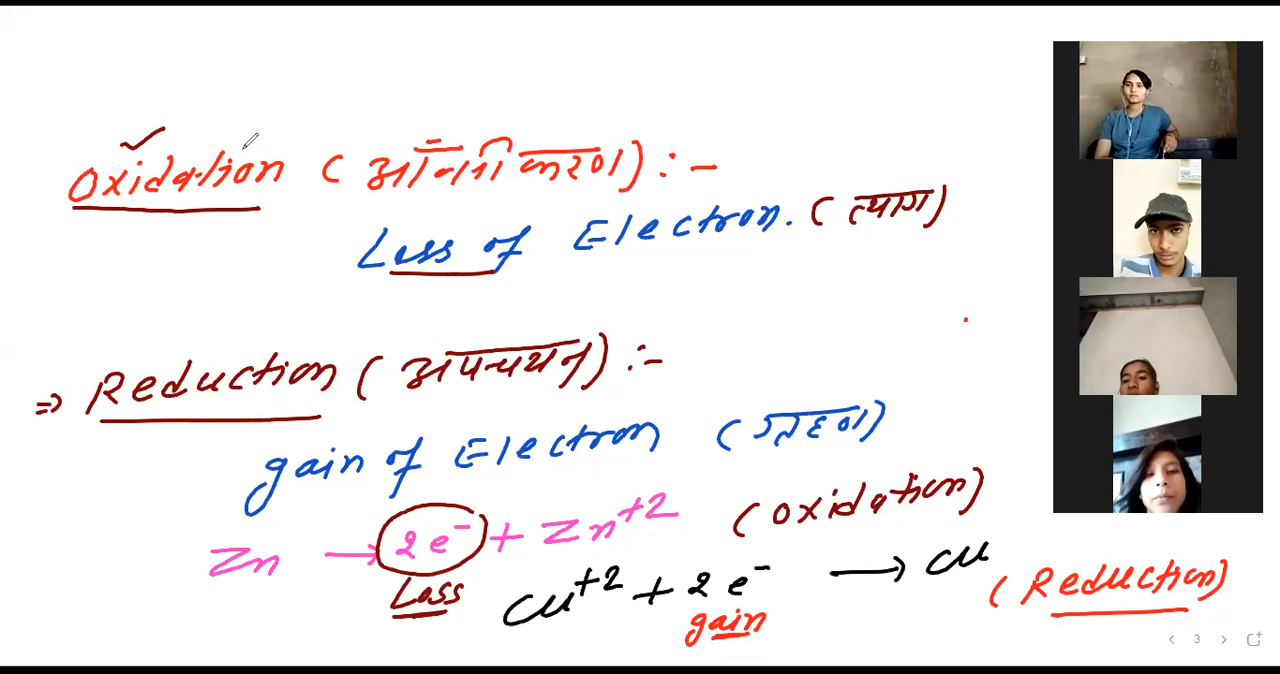 Oxidation (ऑक्सीकरण) :-
Loss of Electron. (त्याग)
⇒ Reduction (अपचयन) :-
gain of Electron (ग्रहण)
Zn → 2e⁻ + Zn⁺² (Oxidation)
Loss
Cu⁺² + 2e⁻ → Cu (Reduction)
gain
3